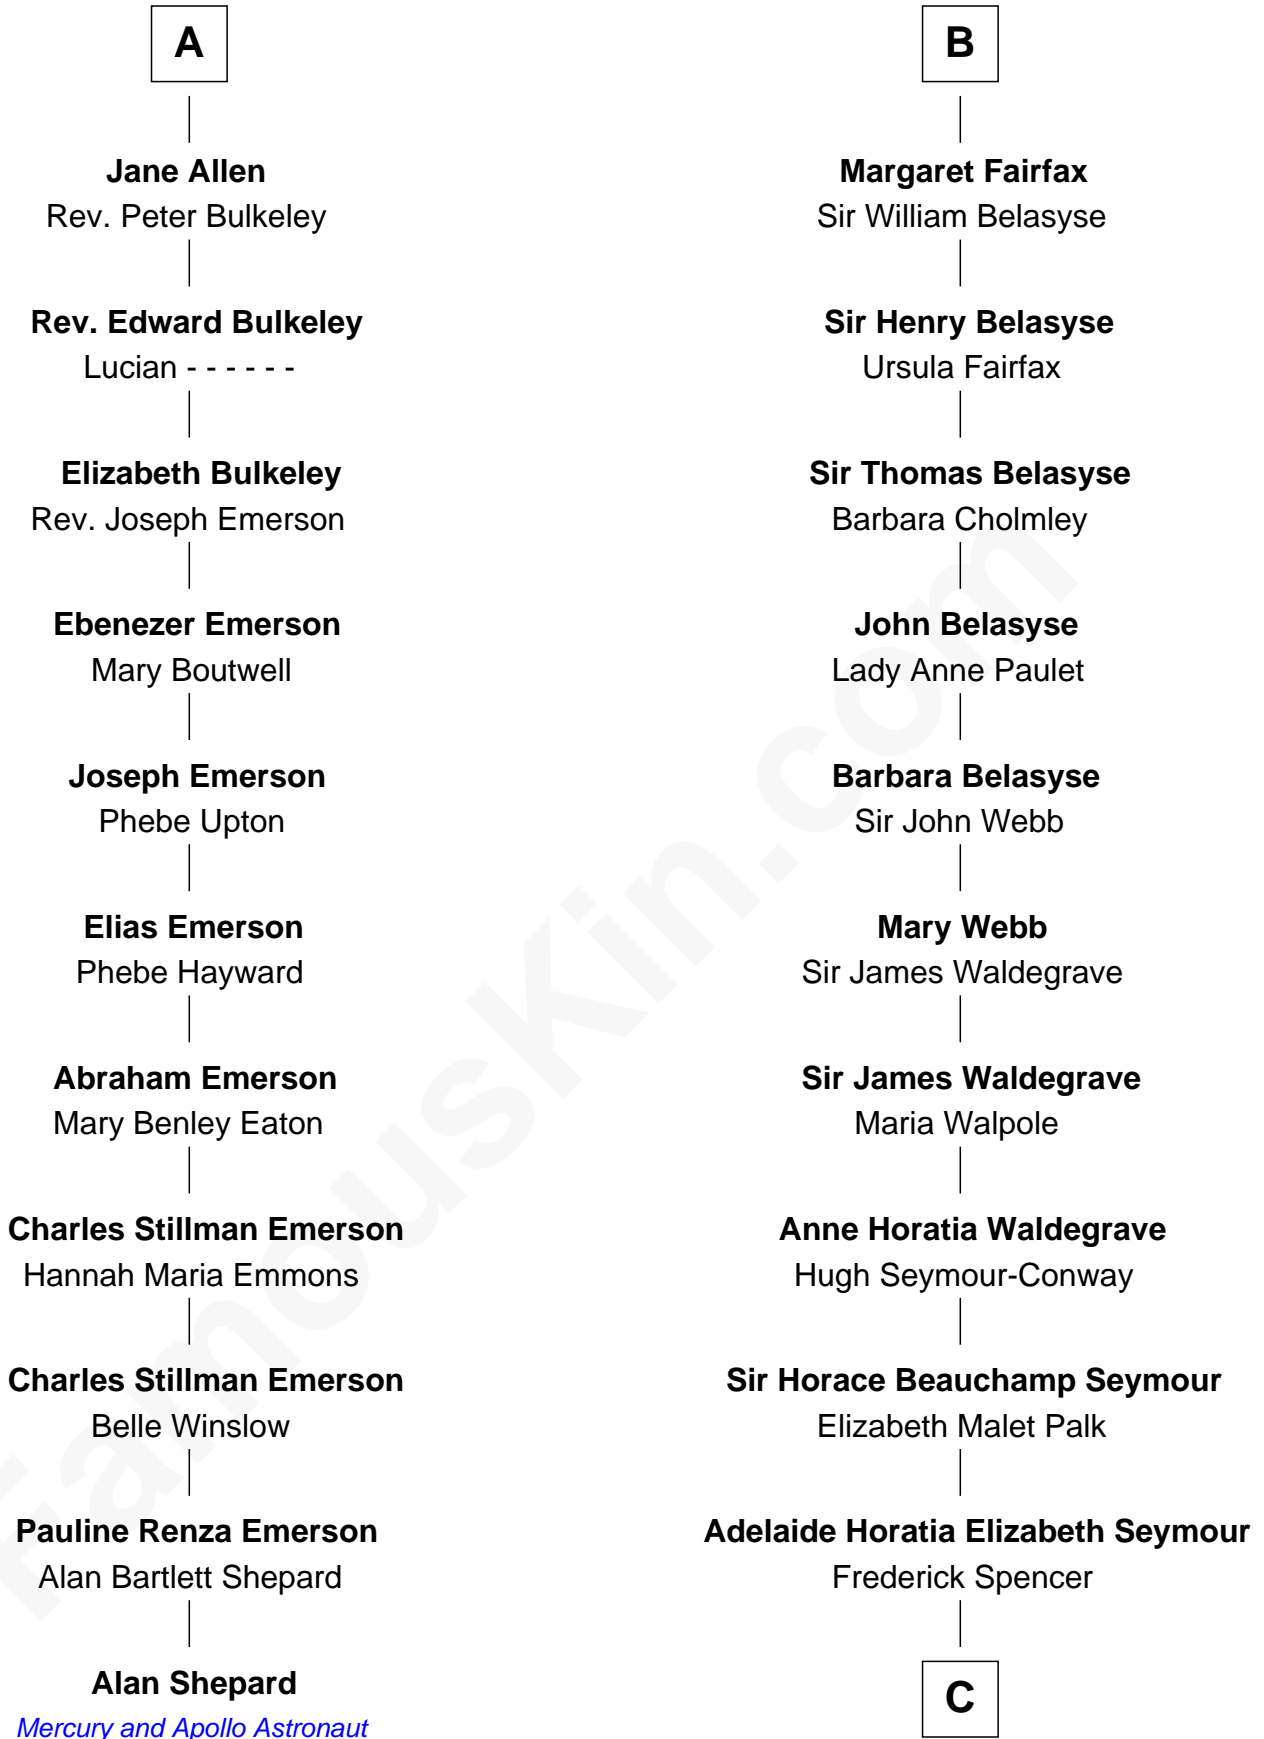 A
Jane Allen
Rev. Peter Bulkeley
Rev. Edward Bulkeley
Lucian - - - - - -
Elizabeth Bulkeley
Rev. Joseph Emerson
Ebenezer Emerson
Mary Boutwell
Joseph Emerson
Phebe Upton
Elias Emerson
Phebe Hayward
Abraham Emerson
Mary Benley Eaton
Charles Stillman Emerson
Hannah Maria Emmons
Charles Stillman Emerson
Belle Winslow
Pauline Renza Emerson
Alan Bartlett Shepard
Alan Shepard
Mercury and Apollo Astronaut
B
Margaret Fairfax
Sir William Belasyse
Sir Henry Belasyse
Ursula Fairfax
Sir Thomas Belasyse
Barbara Cholmley
John Belasyse
Lady Anne Paulet
Barbara Belasyse
Sir John Webb
Mary Webb
Sir James Waldegrave
Sir James Waldegrave
Maria Walpole
Anne Horatia Waldegrave
Hugh Seymour-Conway
Sir Horace Beauchamp Seymour
Elizabeth Malet Palk
Adelaide Horatia Elizabeth Seymour
Frederick Spencer
C
FamousKin.com